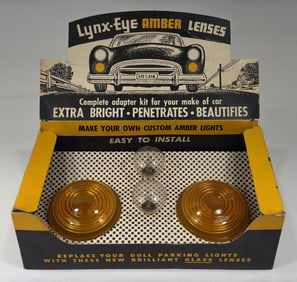 Lynx-Eye AMBER LENSES
Complete adapter kit for your make of car
EXTRA BRIGHT • PENETRATES • BEAUTIFIES
MAKE YOUR OWN CUSTOM AMBER LIGHTS
EASY TO INSTALL
REPLACE YOUR DULL PARKING LIGHTS
WITH THESE NEW BRILLIANT GLASS LENSES